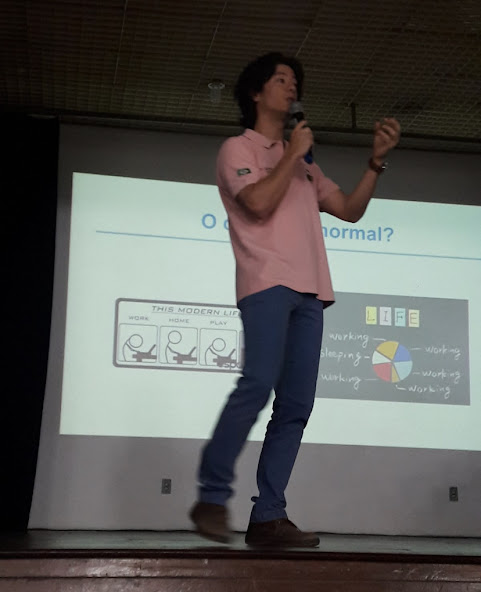 O normal?
THIS MODERN LIF
WORK HOME PLAY
LIFE
working
working
sleeping
working
working
working